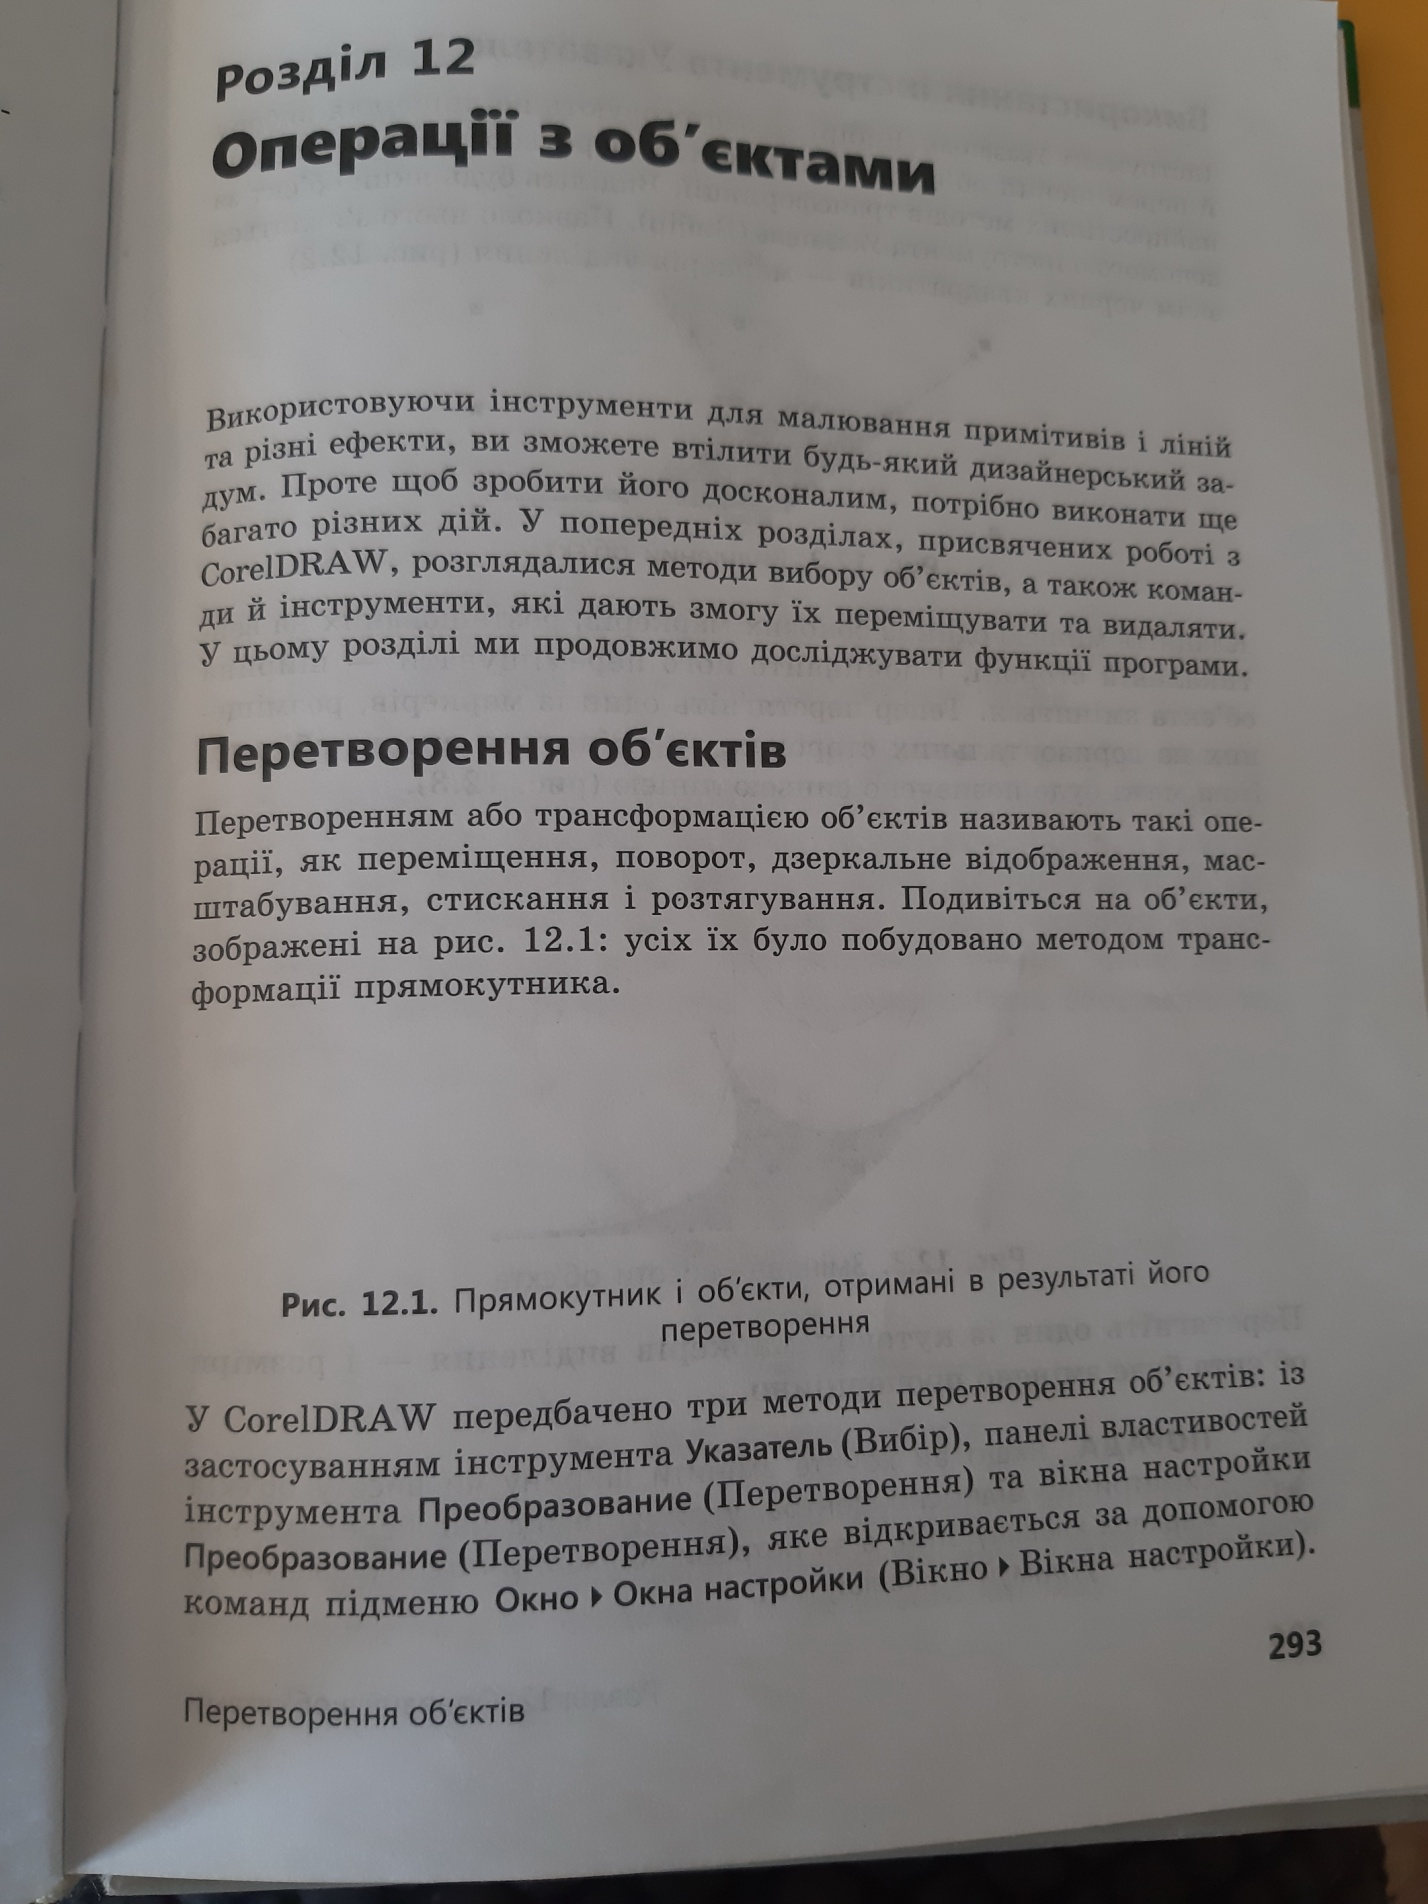 Розділ 12
Операції з об’єктами
Використовуючи інструменти для малювання примітивів і ліній
та різні ефекти, ви зможете втілити будь-який дизайнерський за-
дум. Проте щоб зробити його досконалим, потрібно виконати ще
багато різних дій. У попередніх розділах, присвячених роботі з
CorelDRAW, розглядалися методи вибору об’єктів, а також коман-
ди й інструменти, які дають змогу їх переміщувати та видаляти.
У цьому розділі ми продовжимо досліджувати функції програми.
Перетворення об’єктів
Перетворенням або трансформацією об’єктів називають такі опе-
рації, як переміщення, поворот, дзеркальне відображення, мас-
штабування, стискання і розтягування. Подивіться на об’єкти,
зображені на рис. 12.1: усіх їх було побудовано методом транс-
формації прямокутника.
Рис. 12.1. Прямокутник і об’єкти, отримані в результаті його
перетворення
У CorelDRAW передбачено три методи перетворення об’єктів: із
застосуванням інструмента Указатель (Вибір), панелі властивостей
інструмента Преобразование (Перетворення) та вікна настройки
Преобразование (Перетворення), яке відкривається за допомогою
команд підменю Окно ▸ Окна настройки (Вікно ▸ Вікна настройки).
293
Перетворення об’єктів